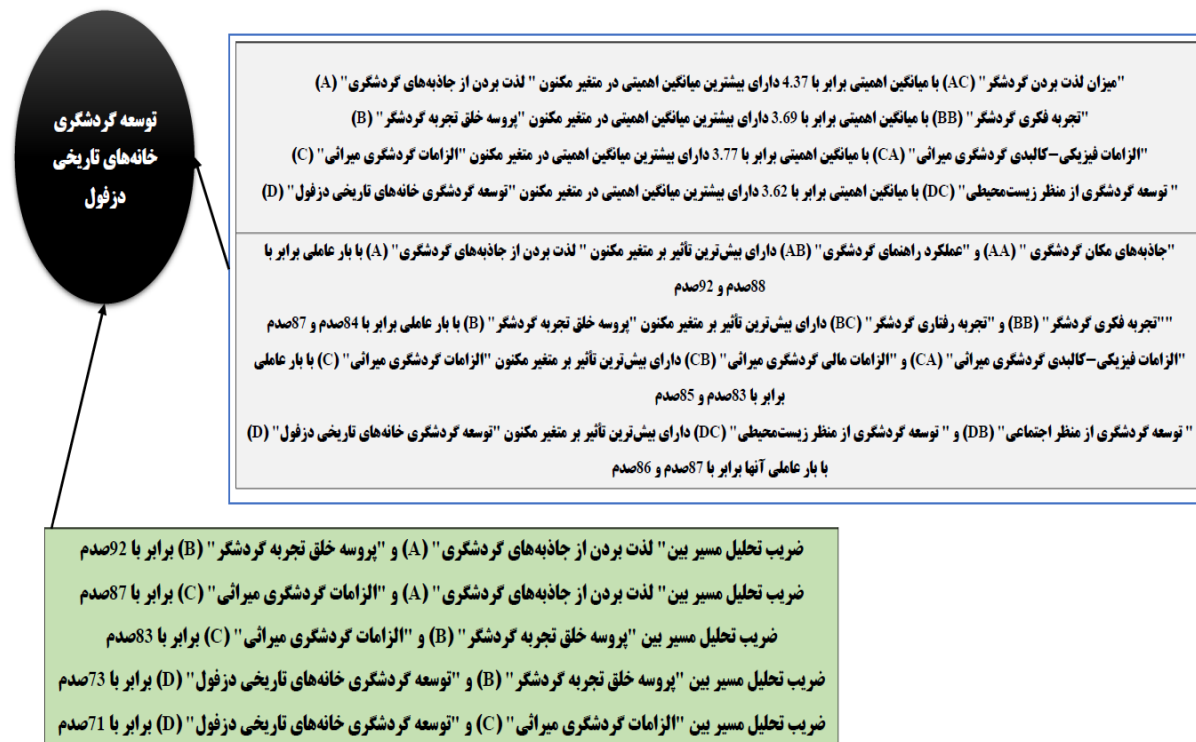 توسعه گردشگری
خانه‌های تاریخی
دزفول
"میزان لذت بردن گردشگر" (AC) با میانگین اهمیتی برابر با 4.37 دارای بیشترین میانگین اهمیتی در متغیر مکنون " لذت بردن از جاذبه‌های گردشگری" (A)
"تجربه فکری گردشگر" (BB) با میانگین اهمیتی برابر با 3.69 دارای بیشترین میانگین اهمیتی در متغیر مکنون "پروسه خلق تجربه گردشگر" (B)
"الزامات فیزیکی–کالبدی گردشگری میراثی" (CA) با میانگین اهمیتی برابر با 3.77 دارای بیشترین میانگین اهمیتی در متغیر مکنون "الزامات گردشگری میراثی" (C)
" توسعه گردشگری از منظر زیست‌محیطی" (DC) با میانگین اهمیتی برابر با 3.62 دارای بیشترین میانگین اهمیتی در متغیر مکنون "توسعه گردشگری خانه‌های تاریخی دزفول" (D)
"جاذبه‌های مکان گردشگری " (AA) و "عملکرد راهنمای گردشگری" (AB) دارای بیش‌ترین تأثیر بر متغیر مکنون " لذت بردن از جاذبه‌های گردشگری" (A) با بار عاملی برابر با
88صدم و 92صدم
""تجربه فکری گردشگر" (BB) و "تجربه رفتاری گردشگر" (BC) دارای بیش‌ترین تأثیر بر متغیر مکنون "پروسه خلق تجربه گردشگر" (B) با بار عاملی برابر با 84صدم و 87صدم
"الزامات فیزیکی–کالبدی گردشگری میراثی" (CA) و "الزامات مالی گردشگری میراثی" (CB) دارای بیش‌ترین تأثیر بر متغیر مکنون "الزامات گردشگری میراثی" (C) با بار عاملی
برابر با 83صدم و 85صدم
" توسعه گردشگری از منظر اجتماعی" (DB) و " توسعه گردشگری از منظر زیست‌محیطی" (DC) دارای بیش‌ترین تأثیر بر متغیر مکنون "توسعه گردشگری خانه‌های تاریخی دزفول" (D)
با بار عاملی آنها برابر با 87صدم و 86صدم
ضریب تحلیل مسیر بین" لذت بردن از جاذبه‌های گردشگری" (A) و "پروسه خلق تجربه گردشگر" (B) برابر با 92صدم
ضریب تحلیل مسیر بین" لذت بردن از جاذبه‌های گردشگری" (A) و "الزامات گردشگری میراثی" (C) برابر با 87صدم
ضریب تحلیل مسیر بین "پروسه خلق تجربه گردشگر" (B) و "الزامات گردشگری میراثی" (C) برابر با 83صدم
ضریب تحلیل مسیر بین "پروسه خلق تجربه گردشگر" (B) و "توسعه گردشگری خانه‌های تاریخی دزفول" (D) برابر با 73صدم
ضریب تحلیل مسیر بین "الزامات گردشگری میراثی" (C) و "توسعه گردشگری خانه‌های تاریخی دزفول" (D) برابر با 71صدم